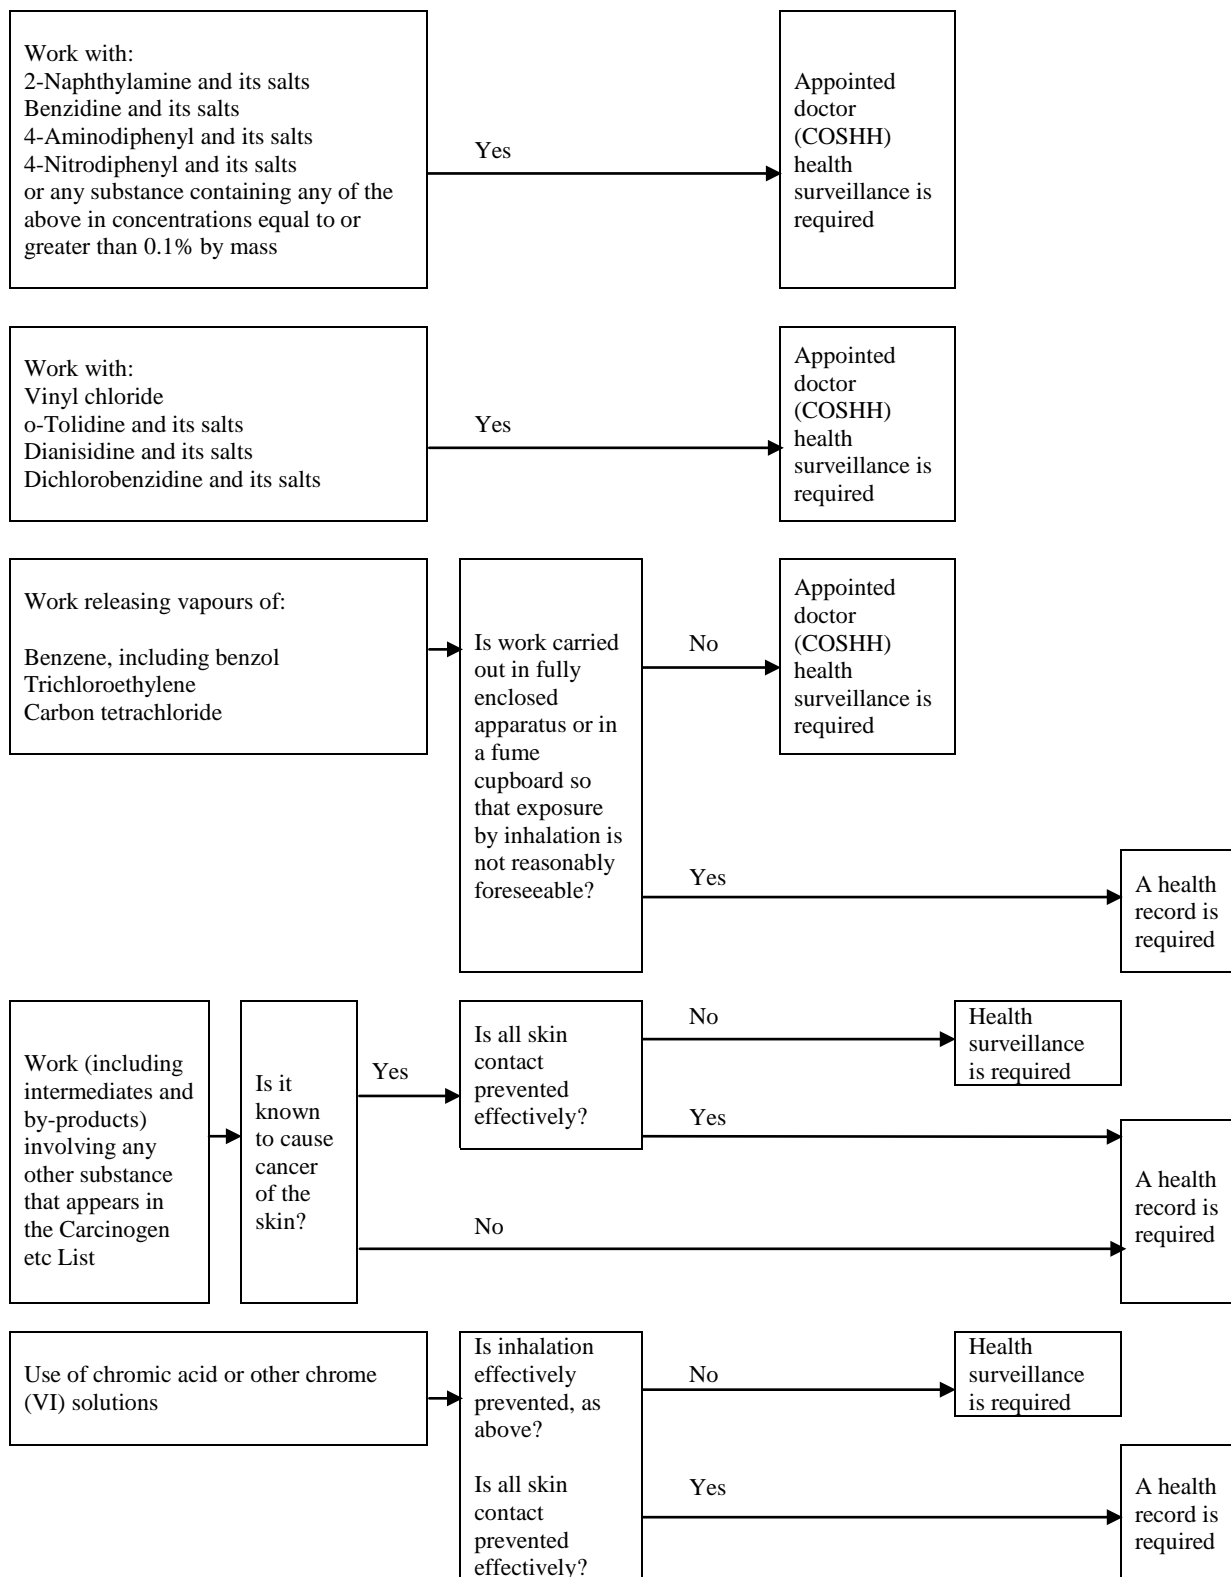 Work with:
2-Naphthylamine and its salts
Benzidine and its salts
4-Aminodiphenyl and its salts
4-Nitrodiphenyl and its salts
or any substance containing any of the
above in concentrations equal to or
greater than 0.1% by mass
Yes
Appointed
doctor
(COSHH)
health
surveillance is
required
Work with:
Vinyl chloride
o-Tolidine and its salts
Dianisidine and its salts
Dichlorobenzidine and its salts
Yes
Appointed
doctor
(COSHH)
health
surveillance is
required
Work releasing vapours of:
Benzene, including benzol
Trichloroethylene
Carbon tetrachloride
Is work carried
out in fully
enclosed
apparatus or in
a fume
cupboard so
that exposure
by inhalation is
not reasonably
foreseeable?
No
Appointed
doctor
(COSHH)
health
surveillance is
required
Yes
A health
record is
required
Work (including
intermediates and
by-products)
involving any
other substance
that appears in
the Carcinogen
etc List
Is it
known
to cause
cancer
of the
skin?
Yes
Is all skin
contact
prevented
effectively?
No
Health
surveillance
is required
Yes
No
A health
record is
required
Use of chromic acid or other chrome
(VI) solutions
Is inhalation
effectively
prevented, as
above?
Is all skin
contact
prevented
effectively?
No
Health
surveillance
is required
Yes
A health
record is
required